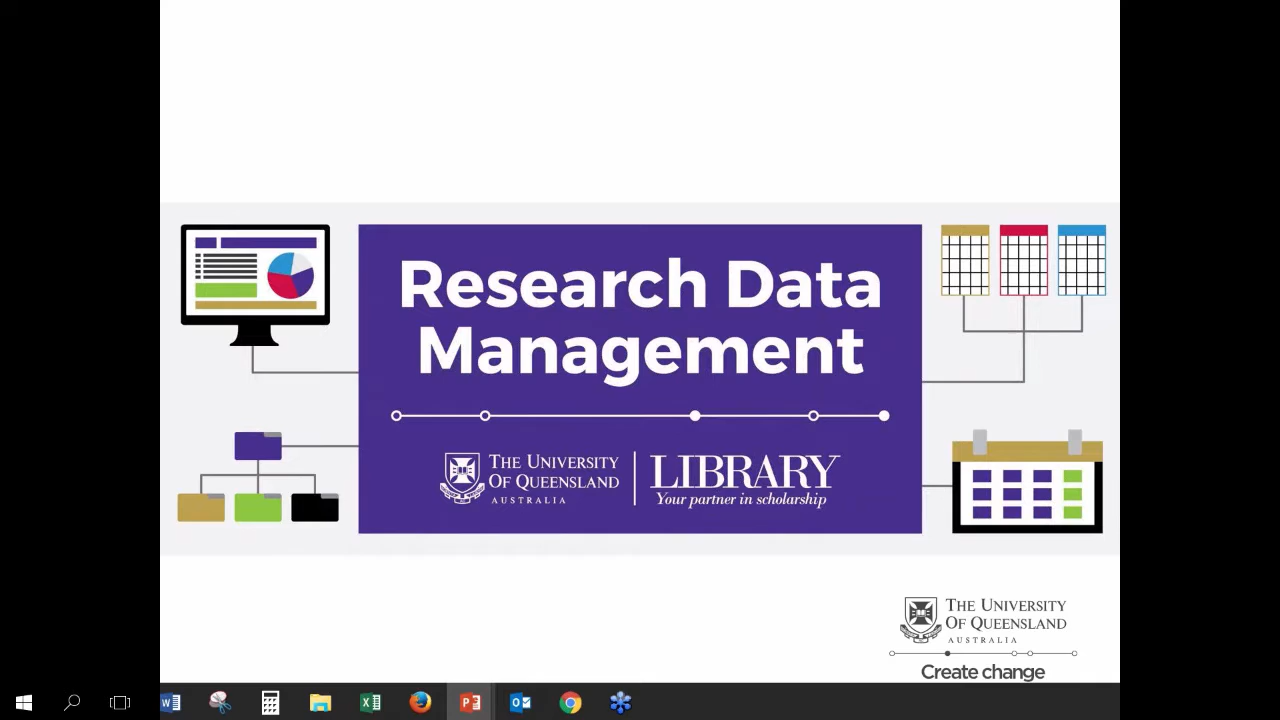 Research Data
Management
THE UNIVERSITY
OF QUEENSLAND
AUSTRALIA
LIBRARY
Your partner in scholarship
THE UNIVERSITY
OF QUEENSLAND
AUSTRALIA
Create change